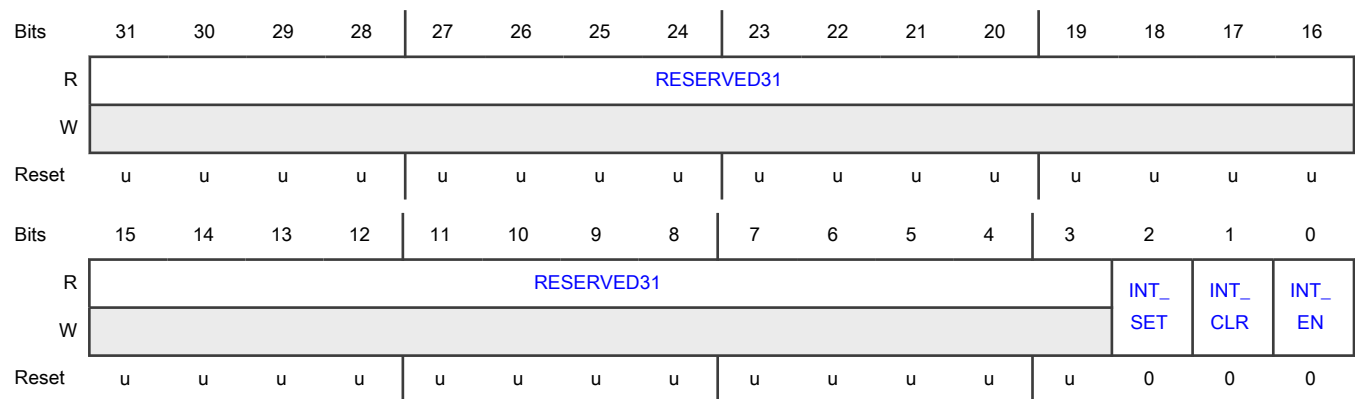 Bits 31 30 29 28 27 26 25 24 23 22 21 20 19 18 17 16
R RESERVED31
W
Reset u u u u u u u u u u u u u u u u
Bits 15 14 13 12 11 10 9 8 7 6 5 4 3 2 1 0
R RESERVED31 INT_ INT_ INT_
W SET CLR EN
Reset u u u u u u u u u u u u u 0 0 0